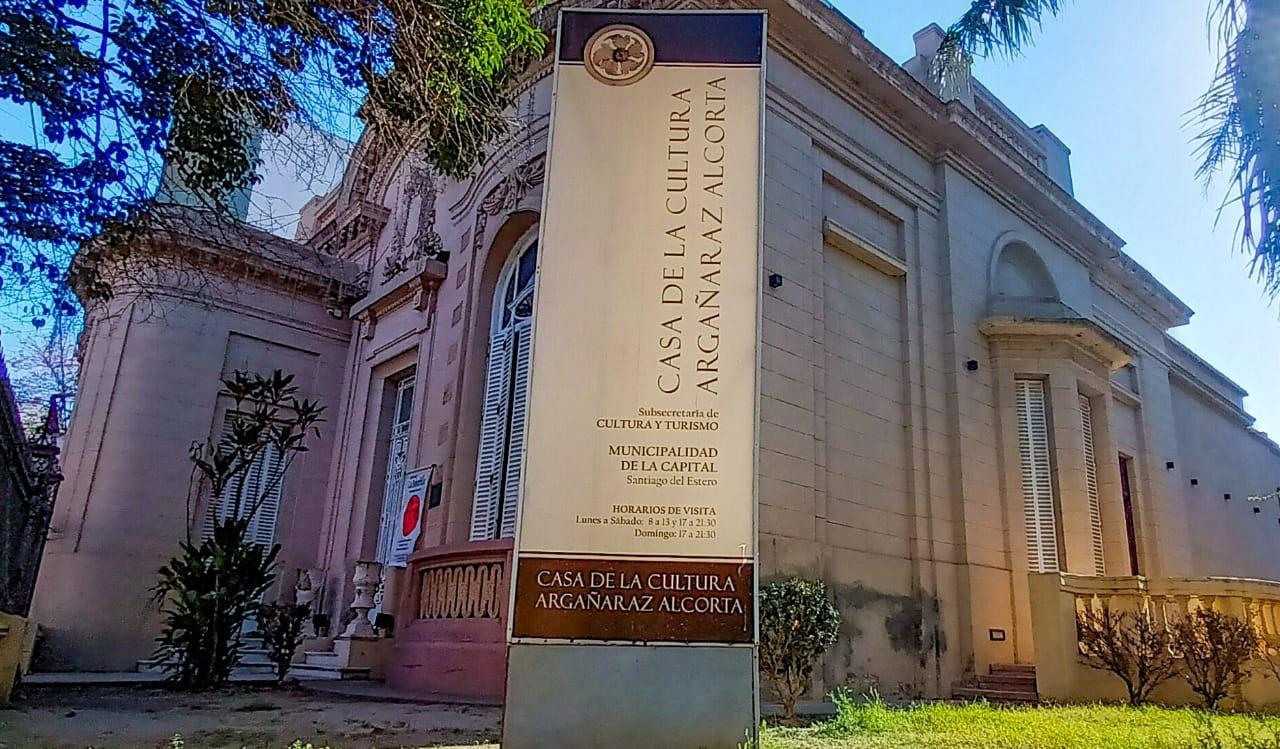 CASA DE LA CULTURA
ARGAÑARAZ ALCORTA
Subsecretaría de
CULTURA Y TURISMO
MUNICIPALIDAD
DE LA CAPITAL
Santiago del Estero
HORARIOS DE VISITA
Lunes a Sábado: 8 a 13 y 17 a 21:30
Domingo: 17 a 21:30
CASA DE LA CULTURA
ARGAÑARAZ ALCORTA